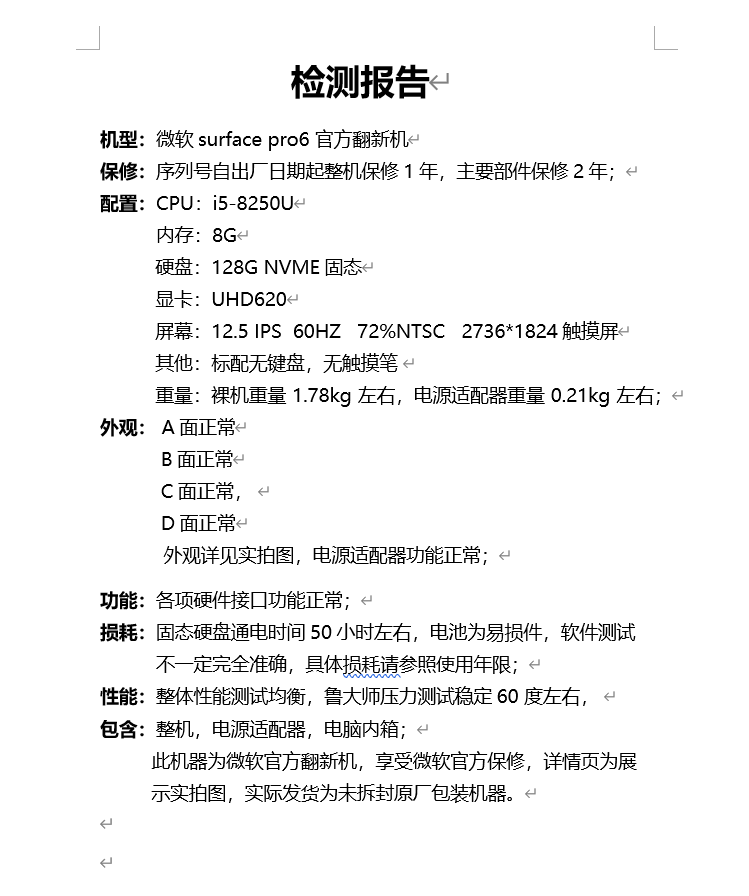 检测报告
机型：微软 surface pro6 官方翻新机
保修：序列号自出厂日期起整机保修 1 年，主要部件保修 2 年；
配置：CPU：i5-8250U
内存：8G
硬盘：128G NVME 固态
显卡：UHD620
屏幕：12.5 IPS  60HZ   72%NTSC   2736*1824 触摸屏
其他：标配无键盘，无触摸笔
重量：裸机重量 1.78kg 左右，电源适配器重量 0.21kg 左右；
外观： A 面正常
B 面正常
C 面正常，
D 面正常
外观详见实拍图，电源适配器功能正常；
功能：各项硬件接口功能正常；
损耗：固态硬盘通电时间 50 小时左右，电池为易损件，软件测试
不一定完全准确，具体损耗请参照使用年限；
性能：整体性能测试均衡，鲁大师压力测试稳定 60 度左右，
包含：整机，电源适配器，电脑内箱；
此机器为微软官方翻新机，享受微软官方保修，详情页为展
示实拍图，实际发货为未拆封原厂包装机器。